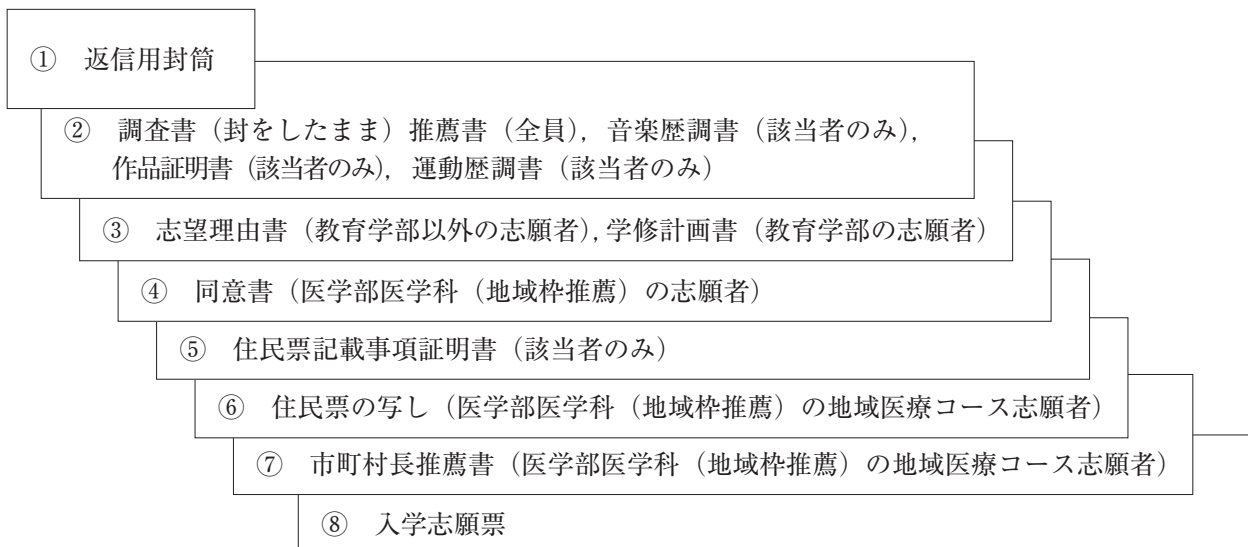 ① 返信用封筒
② 調査書（封をしたまま）推薦書（全員），音楽歴調書（該当者のみ），
作品証明書（該当者のみ），運動歴調書（該当者のみ）
③ 志望理由書（教育学部以外の志願者），学修計画書（教育学部の志願者）
④ 同意書（医学部医学科（地域枠推薦）の志願者）
⑤ 住民票記載事項証明書（該当者のみ）
⑥ 住民票の写し（医学部医学科（地域枠推薦）の地域医療コース志願者）
⑦ 市町村長推薦書（医学部医学科（地域枠推薦）の地域医療コース志願者）
⑧ 入学志願票